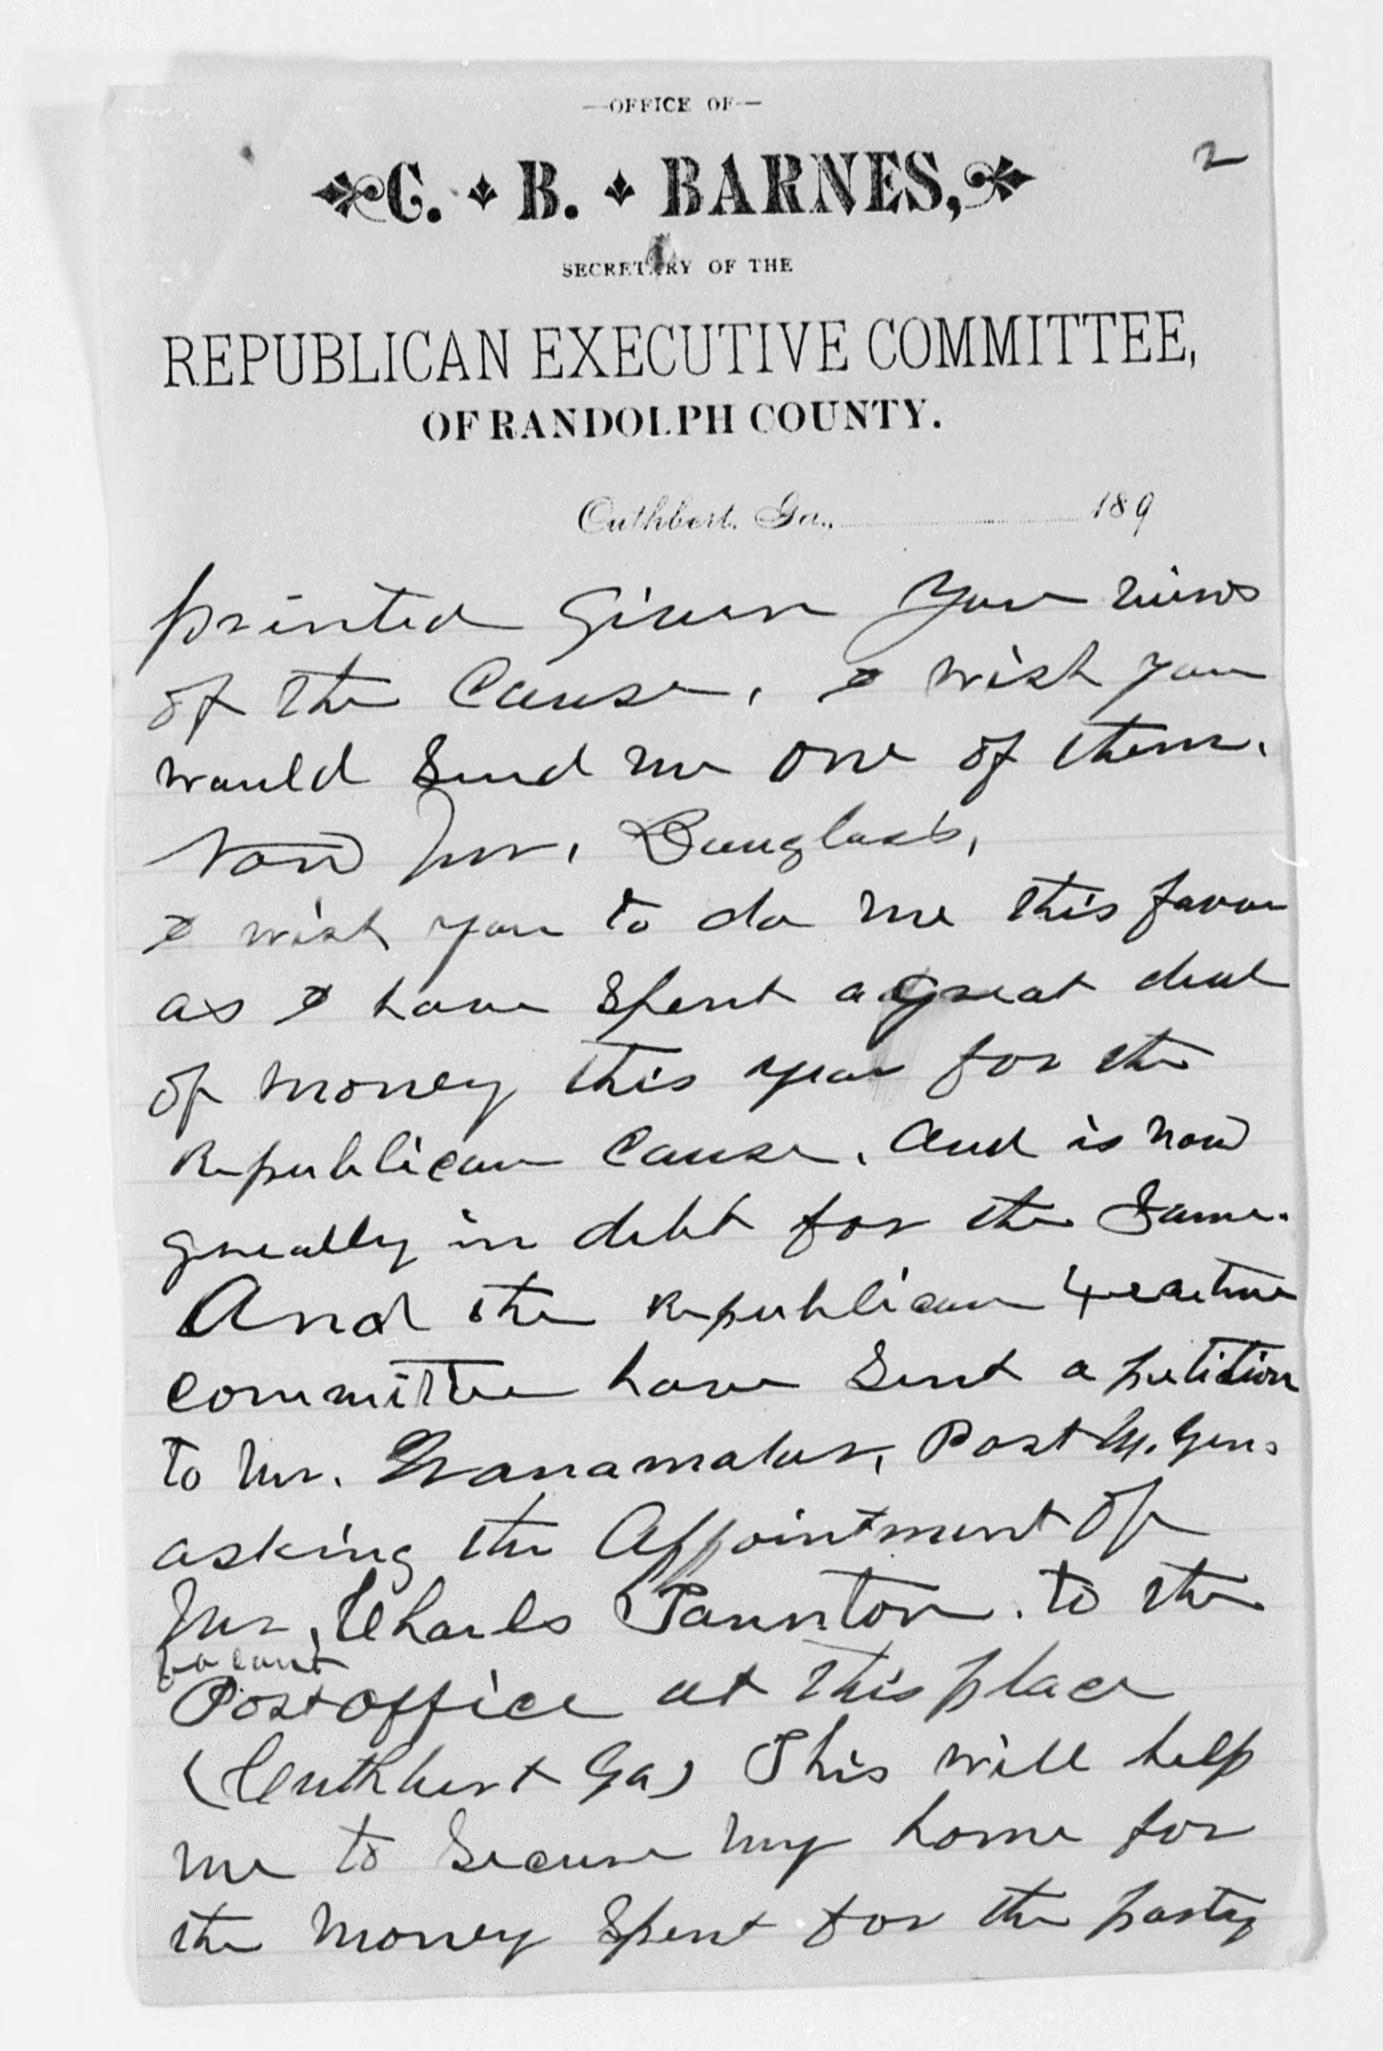 —OFFICE OF—
2
C. B. BARNES,
SECRETARY OF THE
REPUBLICAN EXECUTIVE COMMITTEE,
OF RANDOLPH COUNTY.
Cuthbert, Ga., 189
printed Given your views
of the Cause, I wish you
would Send me one of them.
Now Mr, Douglass,
I wish you to do me this favor
as I have Spent a great deal
of money this year for the
Republican Cause. And is now
greatly in debt for the Same.
And the Republican
committee have Sent a petition
to Mr. Wanamaker, Post M. Gen.
asking the Appointment of
Mr, Charles to the
vacant
Postoffice at this place
(Cuthbert Ga) This will help
me to Secure my home for
the money Spent for the party